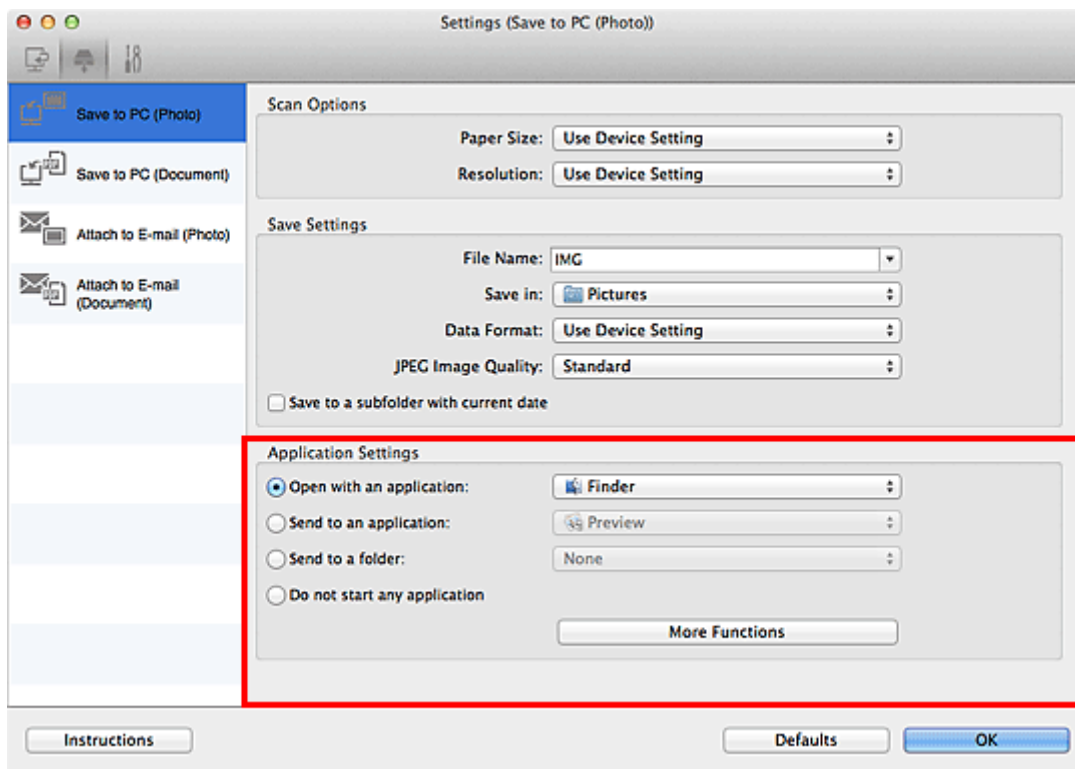 Settings (Save to PC (Photo))
Save to PC (Photo)
Save to PC (Document)
Attach to E-mail (Photo)
Attach to E-mail
(Document)
Scan Options
Paper Size: Use Device Setting
Resolution: Use Device Setting
Save Settings
File Name: IMG
Save in: Pictures
Data Format: Use Device Setting
JPEG Image Quality: Standard
Save to a subfolder with current date
Application Settings
Open with an application: Finder
Send to an application: Preview
Send to a folder: None
Do not start any application
More Functions
Instructions Defaults OK